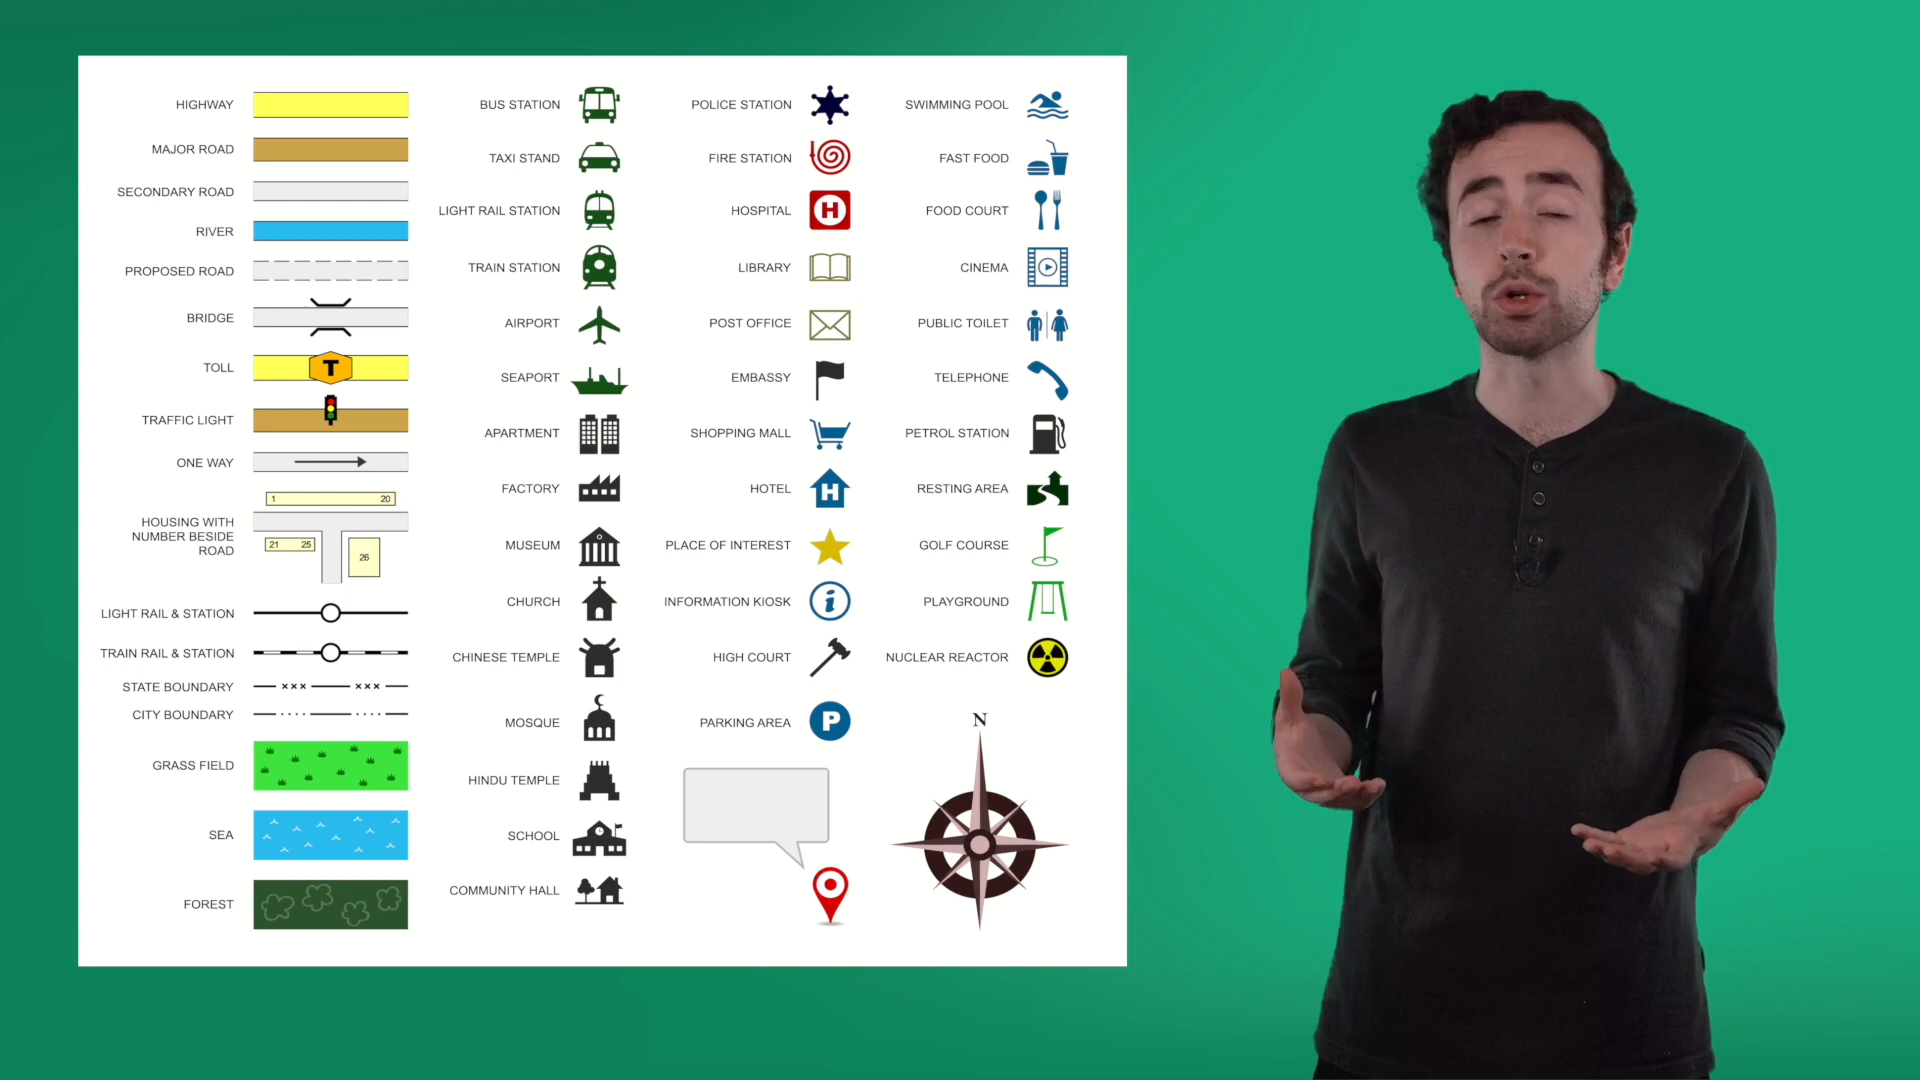 HIGHWAY
MAJOR ROAD
SECONDARY ROAD
RIVER
PROPOSED ROAD
BRIDGE
TOLL
T
TRAFFIC LIGHT
ONE WAY
1 20
HOUSING WITH
NUMBER BESIDE
ROAD
21 25
26
LIGHT RAIL & STATION
TRAIN RAIL & STATION
STATE BOUNDARY
CITY BOUNDARY
GRASS FIELD
SEA
FOREST
BUS STATION
TAXI STAND
LIGHT RAIL STATION
TRAIN STATION
AIRPORT
SEAPORT
APARTMENT
FACTORY
MUSEUM
CHURCH
CHINESE TEMPLE
MOSQUE
HINDU TEMPLE
SCHOOL
COMMUNITY HALL
POLICE STATION
FIRE STATION
HOSPITAL
H
LIBRARY
POST OFFICE
EMBASSY
SHOPPING MALL
HOTEL
H
PLACE OF INTEREST
INFORMATION KIOSK
i
HIGH COURT
PARKING AREA
P
SWIMMING POOL
FAST FOOD
FOOD COURT
CINEMA
PUBLIC TOILET
TELEPHONE
PETROL STATION
RESTING AREA
GOLF COURSE
PLAYGROUND
NUCLEAR REACTOR
N